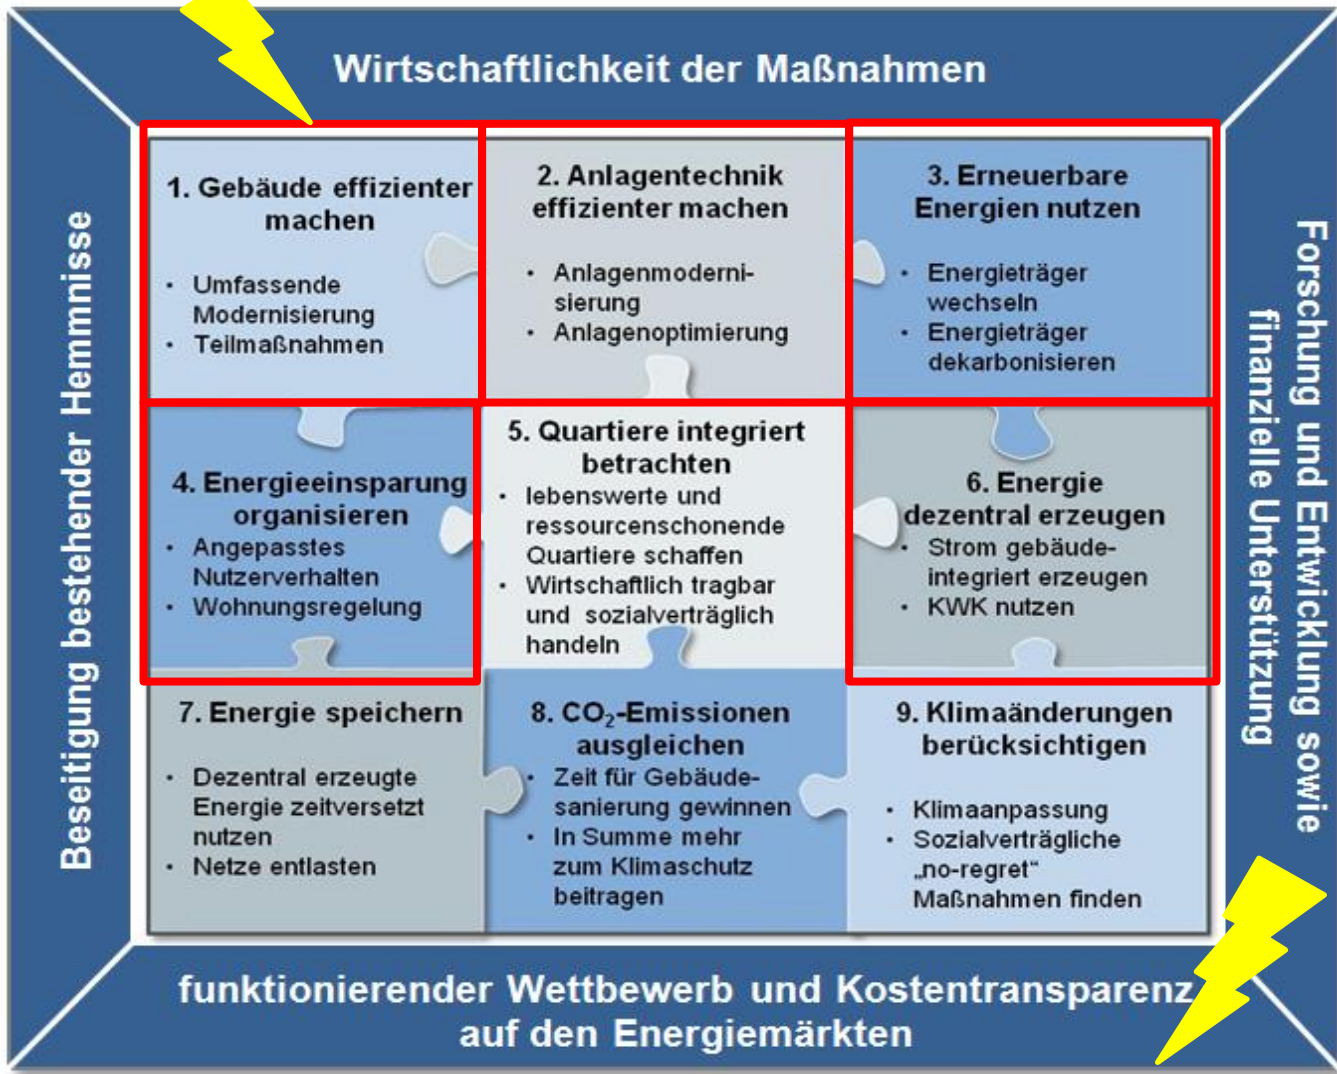 Wirtschaftlichkeit der Maßnahmen
Beseitigung bestehender Hemmnisse
1. Gebäude effizienter
machen
• Umfassende
Modernisierung
• Teilmaßnahmen
2. Anlagentechnik
effizienter machen
• Anlagenmoderni-
sierung
• Anlagenoptimierung
3. Erneuerbare
Energien nutzen
• Energieträger
wechseln
• Energieträger
dekarbonisieren
4. Energieeinsparung
organisieren
• Angepasstes
Nutzerverhalten
• Wohnungsregelung
5. Quartiere integriert
betrachten
• lebenswerte und
ressourcenschonende
Quartiere schaffen
• Wirtschaftlich tragbar
und sozialverträglich
handeln
6. Energie
dezentral erzeugen
• Strom gebäude-
integriert erzeugen
• KWK nutzen
7. Energie speichern
• Dezentral erzeugte
Energie zeitversetzt
nutzen
• Netze entlasten
8. CO₂-Emissionen
ausgleichen
• Zeit für Gebäude-
sanierung gewinnen
• In Summe mehr
zum Klimaschutz
beitragen
9. Klimaänderungen
berücksichtigen
• Klimaanpassung
• Sozialverträgliche
„no-regret“
Maßnahmen finden
Forschung und Entwicklung sowie
finanzielle Unterstützung
funktionierender Wettbewerb und Kostentransparenz
auf den Energiemärkten